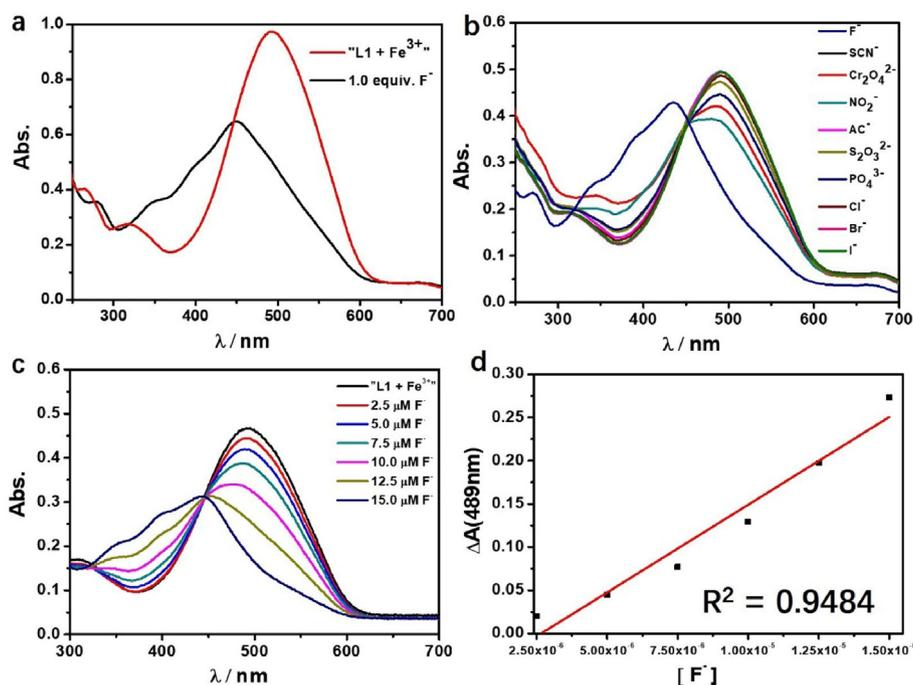 a
Abs.
1.0
0.8
0.6
0.4
0.2
0.0
"L1 + Fe³⁺"
1.0 equiv. F⁻
300 400 500 600 700
λ / nm
b
Abs.
0.6
0.5
0.4
0.3
0.2
0.1
0.0
F⁻
SCN⁻
Cr₂O₄²⁻
NO₂⁻
AC⁻
S₂O₃²⁻
PO₄³⁻
Cl⁻
Br⁻
I⁻
300 400 500 600 700
λ / nm
c
Abs.
0.6
0.5
0.4
0.3
0.2
0.1
0.0
"L1 + Fe³⁺"
2.5 μM F⁻
5.0 μM F⁻
7.5 μM F⁻
10.0 μM F⁻
12.5 μM F⁻
15.0 μM F⁻
300 400 500 600 700
λ / nm
d
ΔA(489nm)
0.30
0.25
0.20
0.15
0.10
0.05
0.00
R² = 0.9484
2.50x10⁻⁶ 5.00x10⁻⁶ 7.50x10⁻⁶ 1.00x10⁻⁵ 1.25x10⁻⁵ 1.50x10⁻⁵
[ F⁻ ]